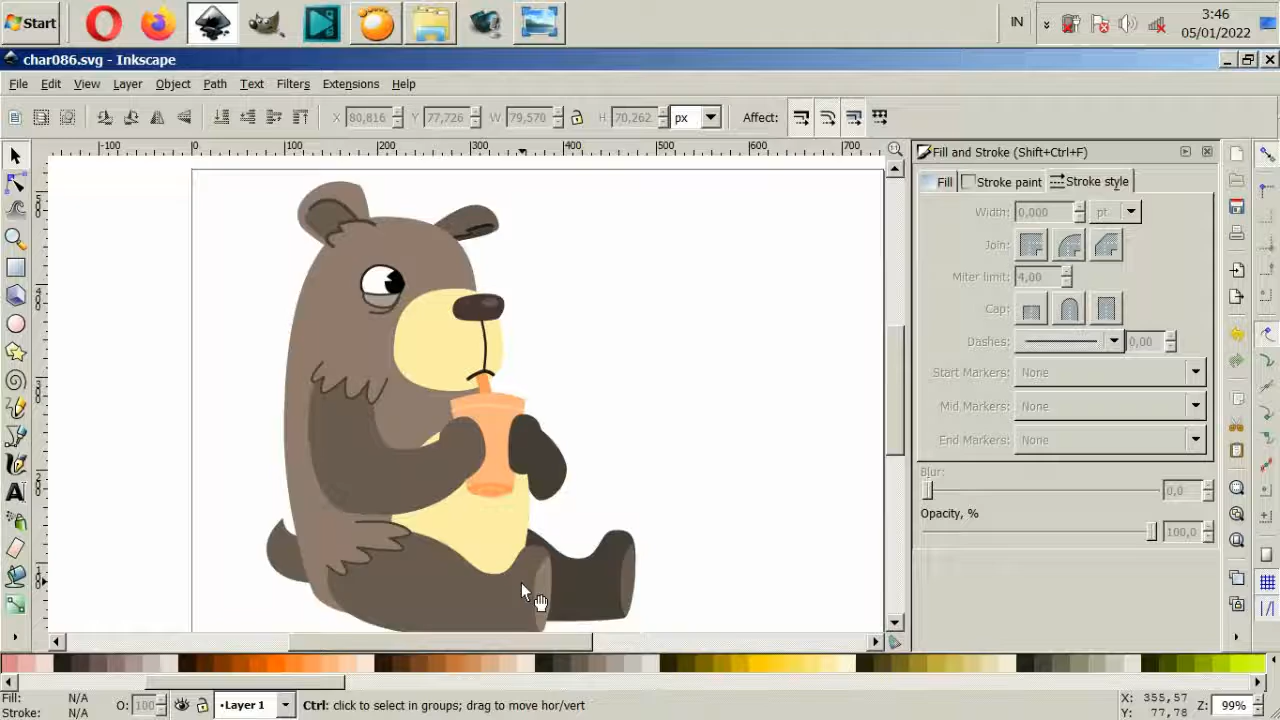 Start
IN
3:46
05/01/2022
char086.svg - Inkscape
File Edit View Layer Object Path Text Filters Extensions Help
X 80,816 Y 77,726 W 79,570 H 70,262 px Affect:
-100 0 100 200 300 400 500 600 700
Fill and Stroke (Shift+Ctrl+F)
Fill Stroke paint Stroke style
Width: 0,000 pt
Join:
Miter limit: 4,00
Cap:
Dashes: 0,00
Start Markers: None
Mid Markers: None
End Markers: None
Blur:
0,0
Opacity, %
100,0
Fill: N/A
Stroke: N/A
O: 100
•Layer 1
Ctrl: click to select in groups; drag to move hor/vert
X: 355,57
Y: 77,78
Z: 99%